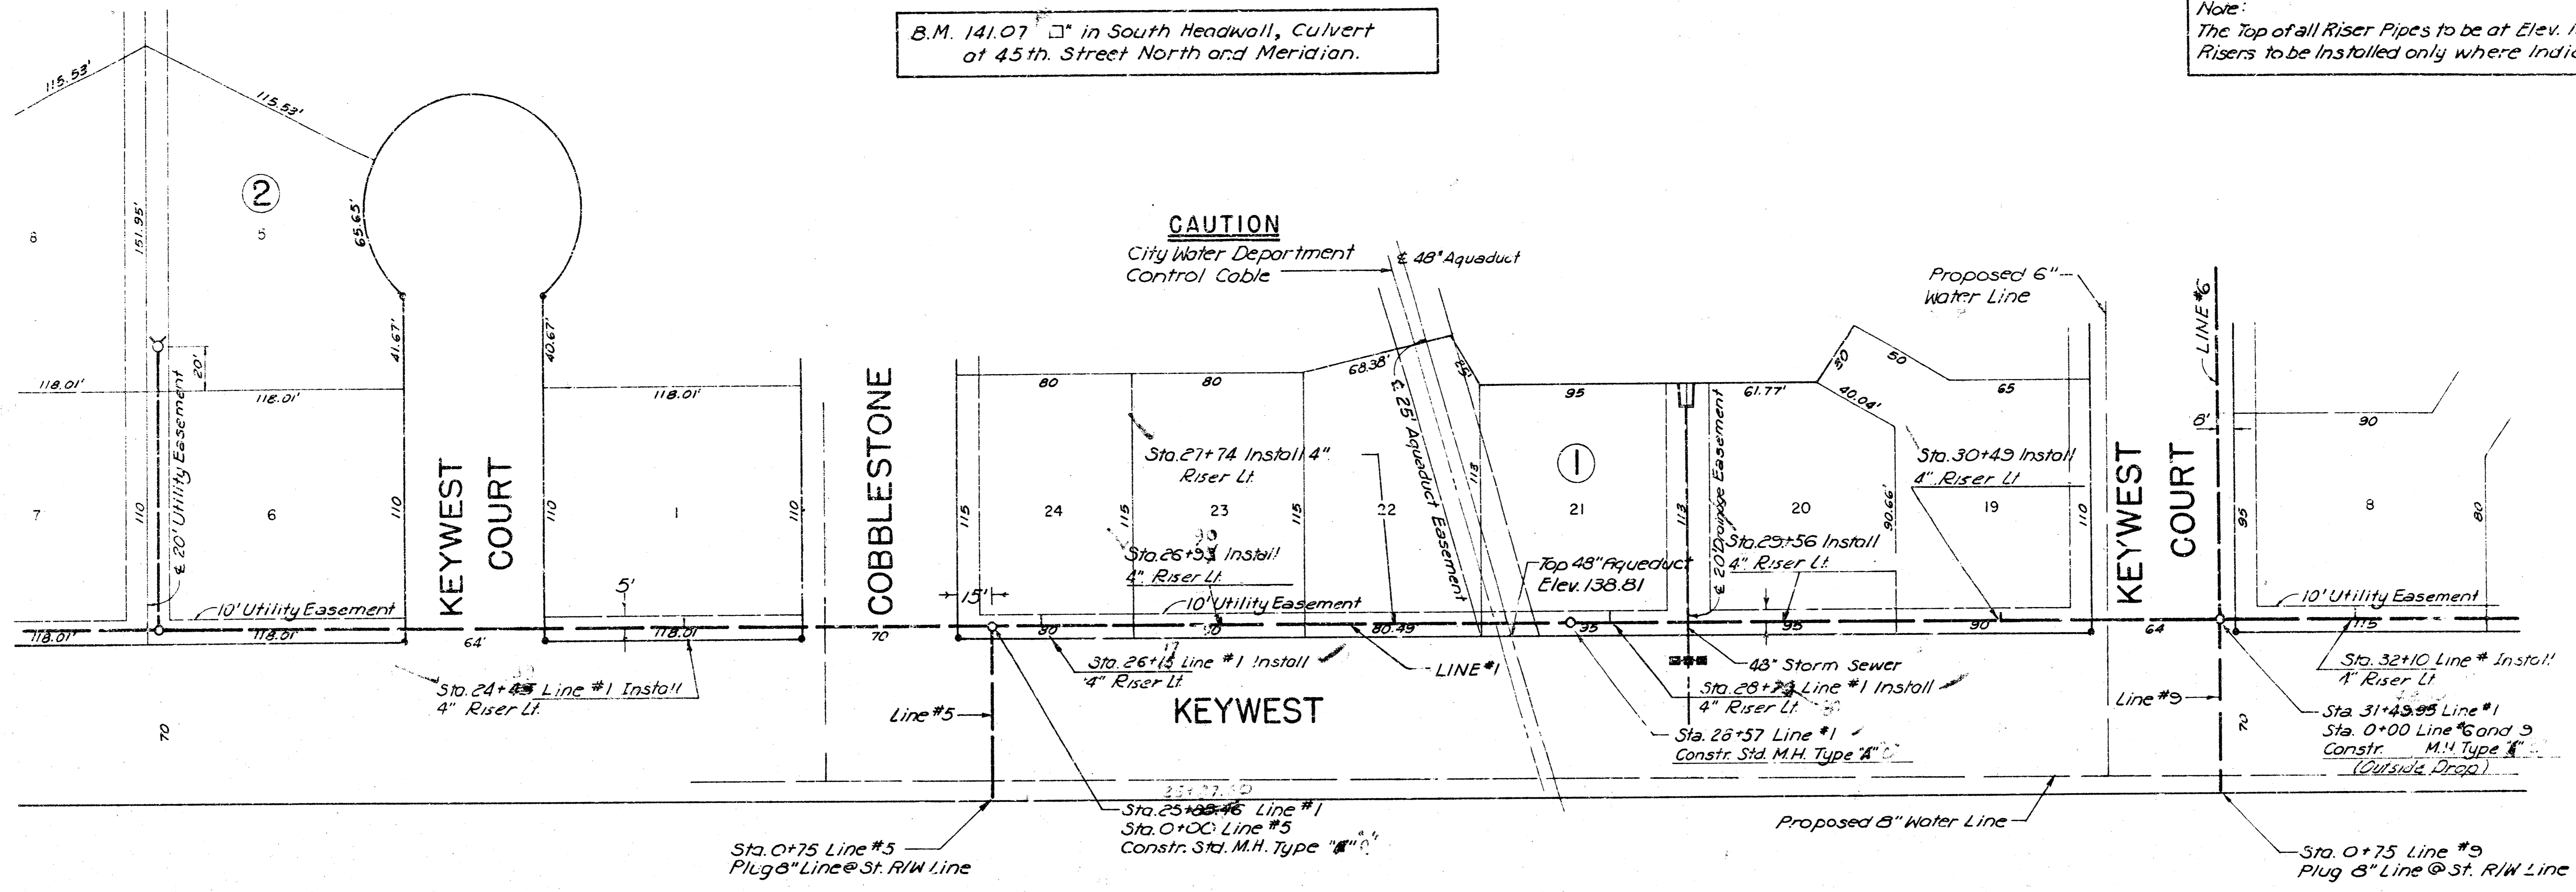 B.M. 141.07 □" in South Headwall, Culvert
at 45th. Street North and Meridian.
Note:
The Top of all Riser Pipes to be at Elev.
Risers to be Installed only where
115.53'
115.53'
2
151.95'
8
5
65.65'
41.67'
40.67'
20'
118.01'
118.01'
118.01'
℄ 20' Utility Easement
110
7
6
110
KEYWEST
COURT
110
1
110
COBBLESTONE
10' Utility Easement
5'
118.01'
118.01'
64'
118.01
70
CAUTION
City Water Department
Control Cable
℄ 48" Aquaduct
80
80
68.38'
25'
℄ 25' Aquaduct Easement
115
24
115
23
115
22
Sta. 27+74 Install 4"
Riser Lt.
Sta. 26+93 Install
4" Riser Lt.
90
15'
10' Utility Easement
90
90
80.49
95
113
1
21
113
Top 48" Aqueduct
Elev. 138.81
℄ 20' Drainage Easement
61.77'
30
50
40.04'
65
20
90.66'
19
110
Sta. 29+56 Install
4" Riser Lt.
Sta. 30+49 Install
4" Riser Lt.
95
95
90
64
Proposed 6"
Water Line
LINE #6
8'
KEYWEST
COURT
95
90
8
80
10' Utility Easement
115
Sta. 24+45 Line #1 Install
4" Riser Lt.
Sta. 26+15 Line #1 Install
17
4" Riser Lt.
LINE #1
48" Storm Sewer
Sta. 28+73 Line #1 Install
4" Riser Lt.
Sta. 32+10 Line # Install
4" Riser Lt.
70
Line #5
KEYWEST
Sta. 28+57 Line #1
Constr. Std. M.H. Type "A"
Line #9
70
Sta. 31+49.95 Line #1
Sta. 0+00 Line #6 and 9
Constr. M.H. Type
(Outside Drop)
Sta. 25+88.46 Line #1
Sta. 0+00 Line #5
Constr. Std. M.H. Type
Proposed 8" Water Line
Sta. 0+75 Line #5
Plug 8" Line @ St. R/W Line
Sta. 0+75 Line #9
Plug 8" Line @ St. R/W Line